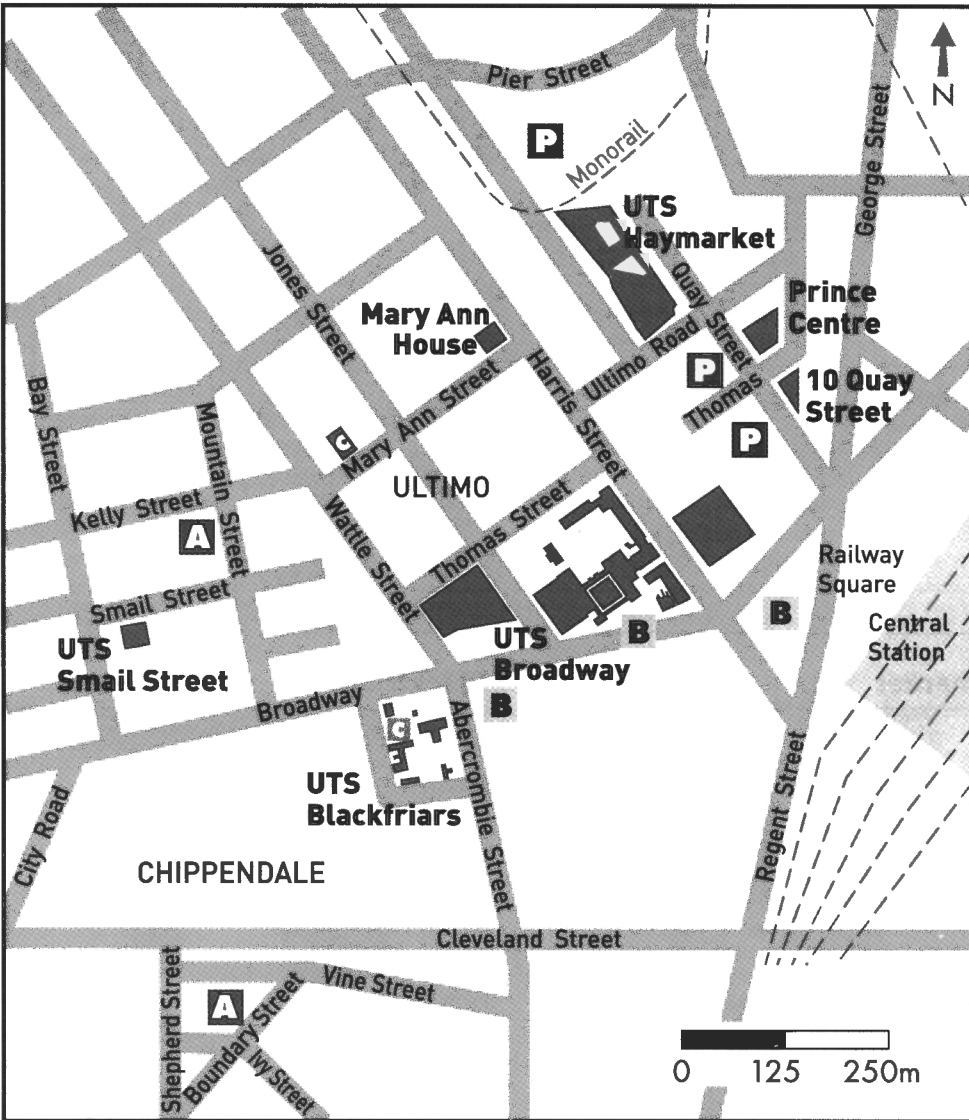 Pier Street
N
P
Monorail
George Street
UTS
Haymarket
Jones Street
Quay Street
Prince
Centre
Mary Ann
House
Ultimo Road
P
Thomas
10 Quay
Street
Harris Street
Bay Street
Mountain Street
C
Mary Ann Street
P
ULTIMO
Kelly Street
A
Wattle Street
Thomas Street
Railway
Square
Smail Street
B
B
Central
Station
UTS
Smail Street
UTS
Broadway
Broadway
B
C
Abercrombie Street
UTS
Blackfriars
Regent Street
City Road
CHIPPENDALE
Cleveland Street
Shepherd Street
Vine Street
A
Boundary Street
Ivy Street
0 125 250m